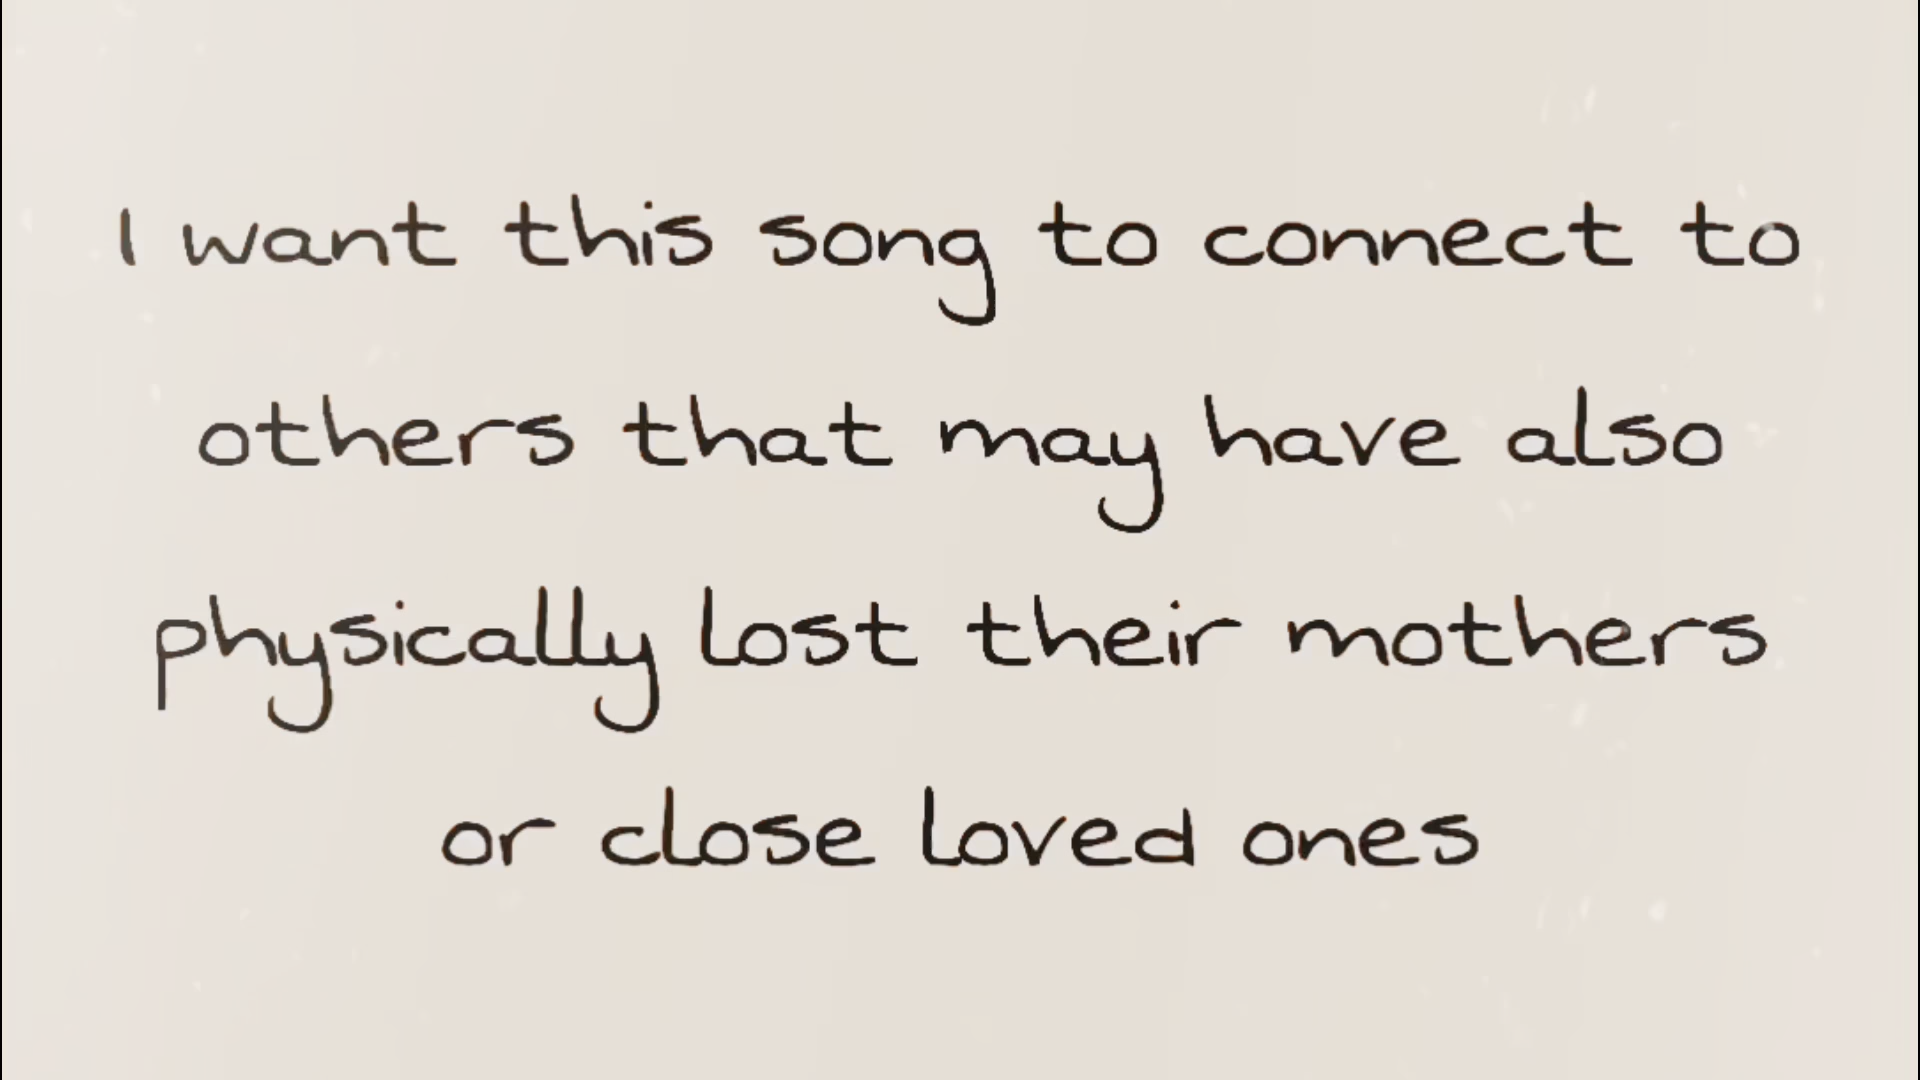 I want this song to connect to
others that may have also
physically lost their mothers
or close loved ones